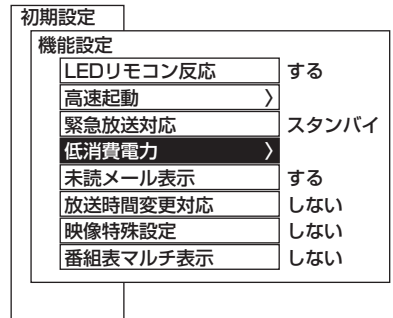 初期設定
機能設定
LEDリモコン反応 する
高速起動 〉
緊急放送対応 スタンバイ
低消費電力 〉
未読メール表示 する
放送時間変更対応 しない
映像特殊設定 しない
番組表マルチ表示 しない